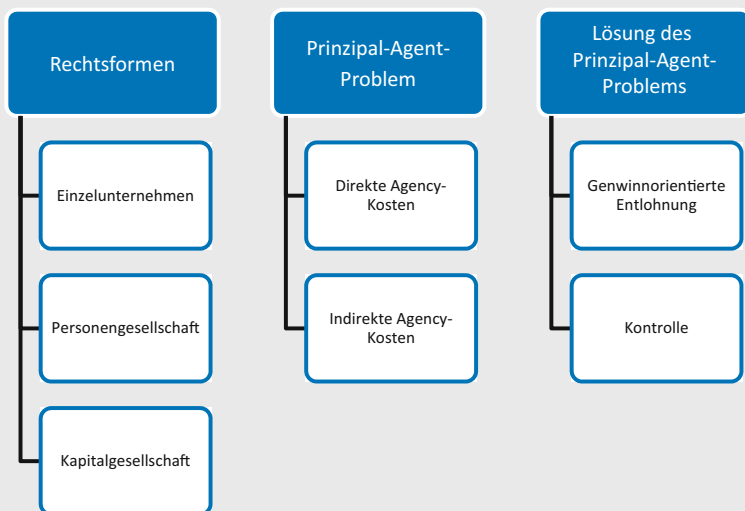 Rechtsformen
Einzelunternehmen
Personengesellschaft
Kapitalgesellschaft
Prinzipal-Agent-
Problem
Direkte Agency-
Kosten
Indirekte Agency-
Kosten
Lösung des
Prinzipal-Agent-
Problems
Genwinnorientierte
Entlohnung
Kontrolle